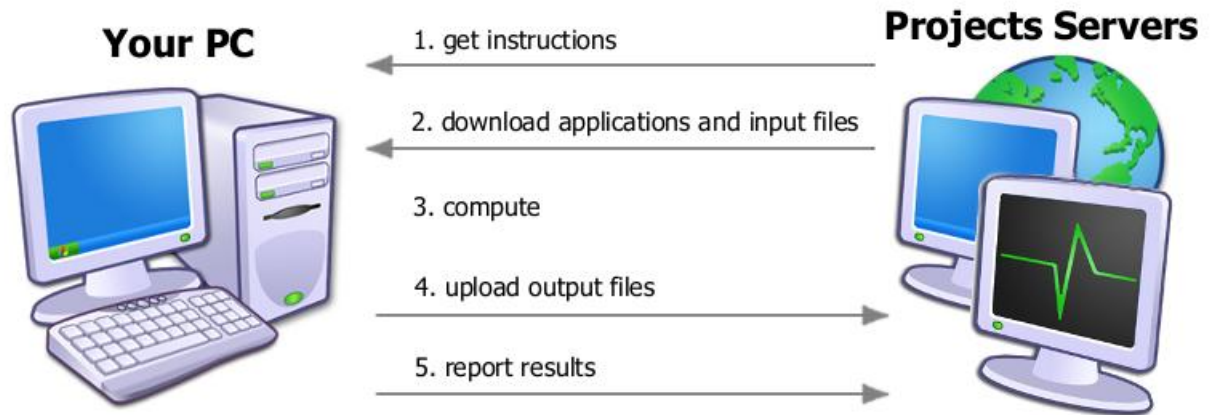 Your PC
Projects Servers
1. get instructions
2. download applications and input files
3. compute
4. upload output files
5. report results